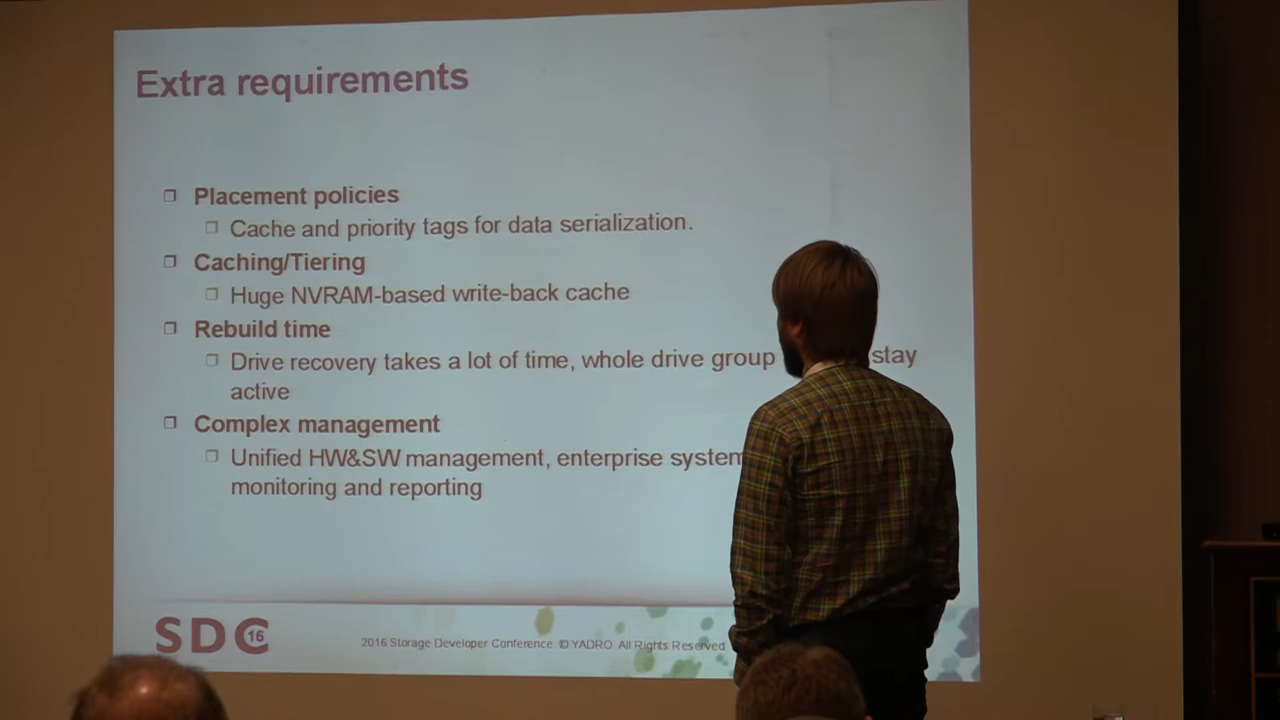 Extra requirements
Placement policies
Cache and priority tags for data serialization.
Caching/Tiering
Huge NVRAM-based write-back cache
Rebuild time
Drive recovery takes a lot of time, whole drive group stay
active
Complex management
Unified HW&SW management, enterprise system
monitoring and reporting
SDC 16
2016 Storage Developer Conference. © YADRO. All Rights Reserved